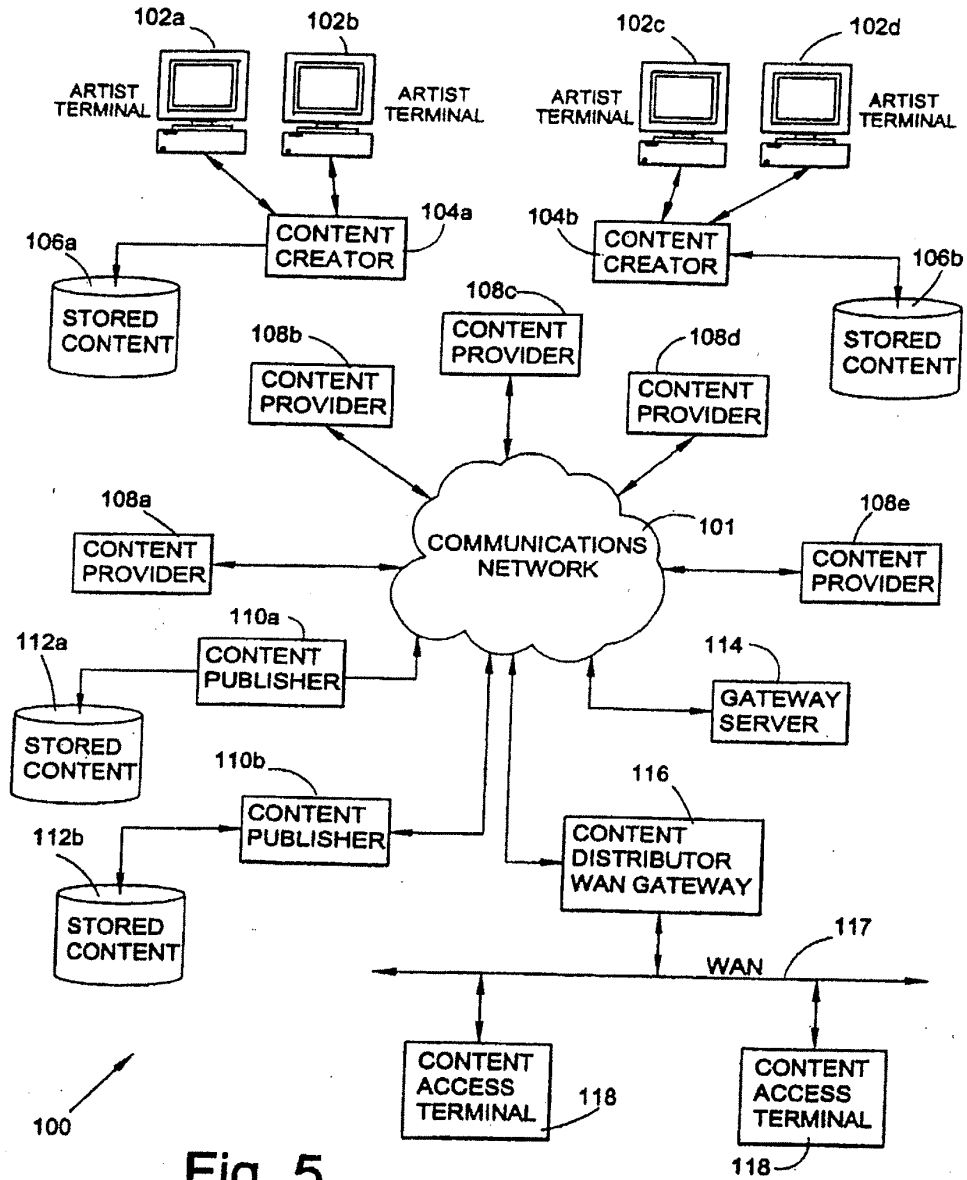 102a
102b
102c
102d
ARTIST
TERMINAL
ARTIST
TERMINAL
ARTIST
TERMINAL
ARTIST
TERMINAL
104a
CONTENT
CREATOR
104b
CONTENT
CREATOR
106a
STORED
CONTENT
106b
STORED
CONTENT
108b
CONTENT
PROVIDER
108c
CONTENT
PROVIDER
108d
CONTENT
PROVIDER
108a
CONTENT
PROVIDER
COMMUNICATIONS
NETWORK
101
108e
CONTENT
PROVIDER
110a
CONTENT
PUBLISHER
112a
STORED
CONTENT
114
GATEWAY
SERVER
110b
CONTENT
PUBLISHER
112b
STORED
CONTENT
116
CONTENT
DISTRIBUTOR
WAN GATEWAY
WAN
117
CONTENT
ACCESS
TERMINAL
118
CONTENT
ACCESS
TERMINAL
118
100
Fig. 5